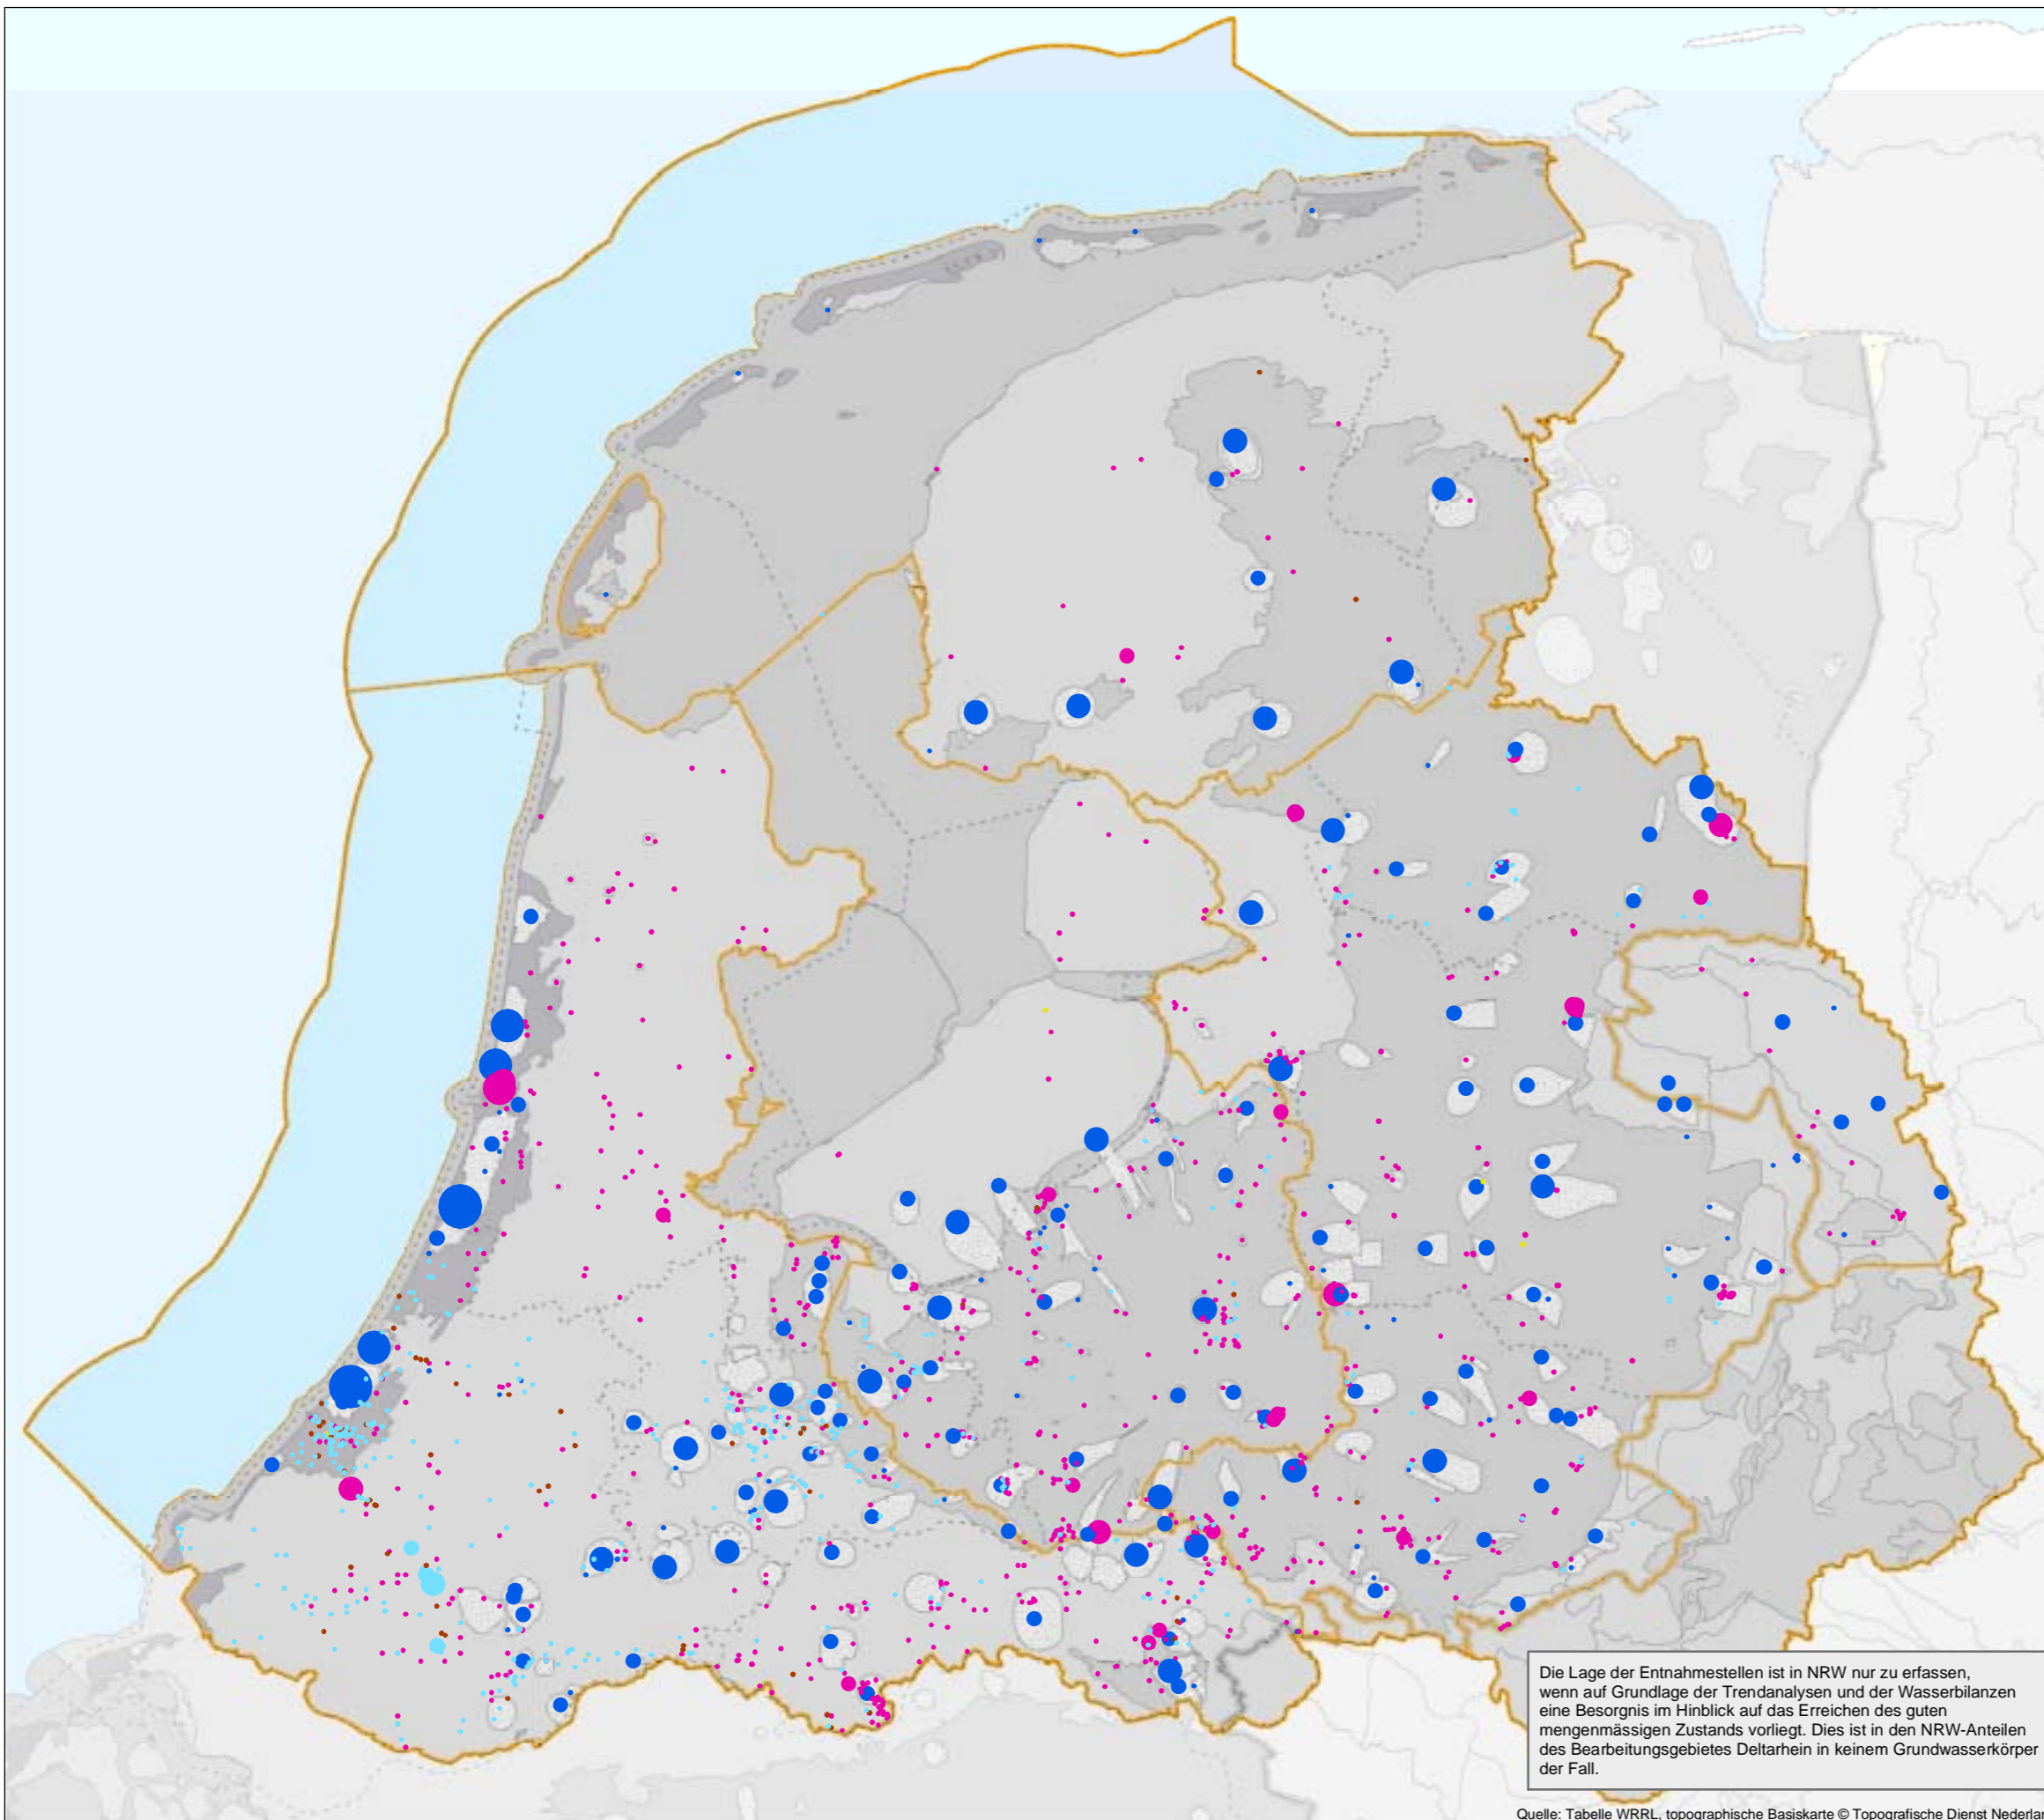 Die Lage der Entnahmestellen ist in NRW nur zu erfassen,
wenn auf Grundlage der Trendanalysen und der Wasserbilanzen
eine Besorgnis im Hinblick auf das Erreichen des guten
mengenmässigen Zustands vorliegt. Dies ist in den NRW-Anteilen
des Bearbeitungsgebietes Deltarhein in keinem Grundwasserkörper
der Fall.
Quelle: Tabelle WRRL, topographische Basiskarte © Topografische Dienst